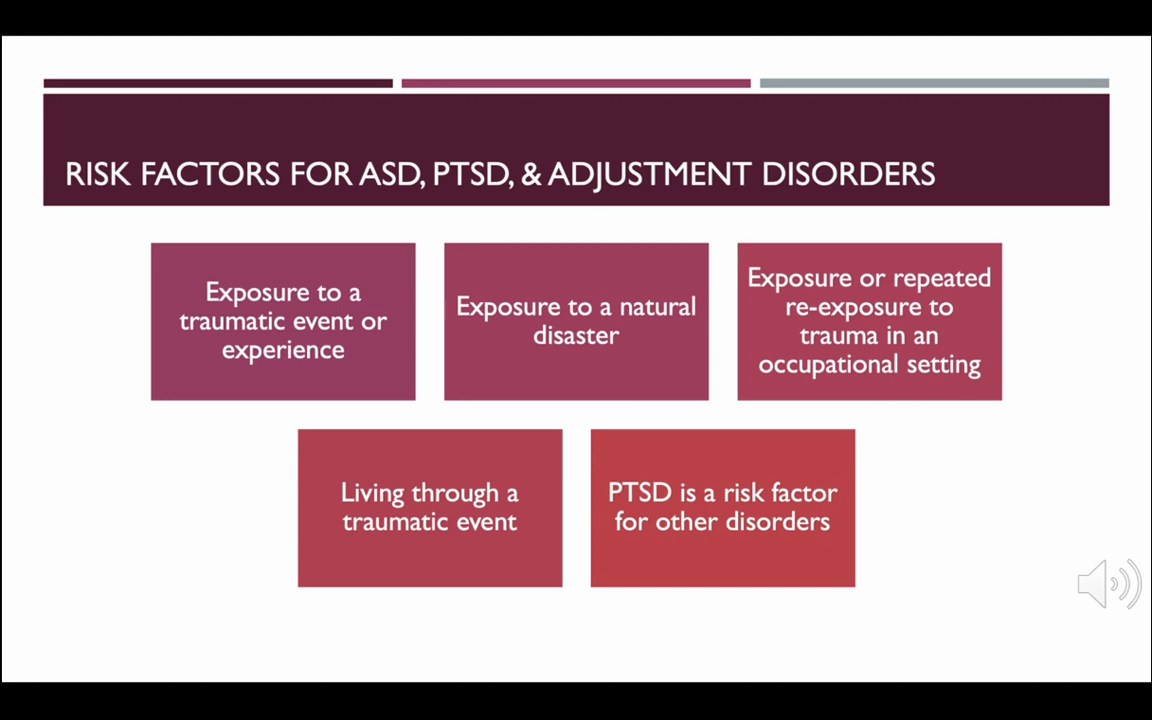 RISK FACTORS FOR ASD, PTSD, & ADJUSTMENT DISORDERS
Exposure to a
traumatic event or
experience
Exposure to a natural
disaster
Exposure or repeated
re-exposure to
trauma in an
occupational setting
Living through a
traumatic event
PTSD is a risk factor
for other disorders